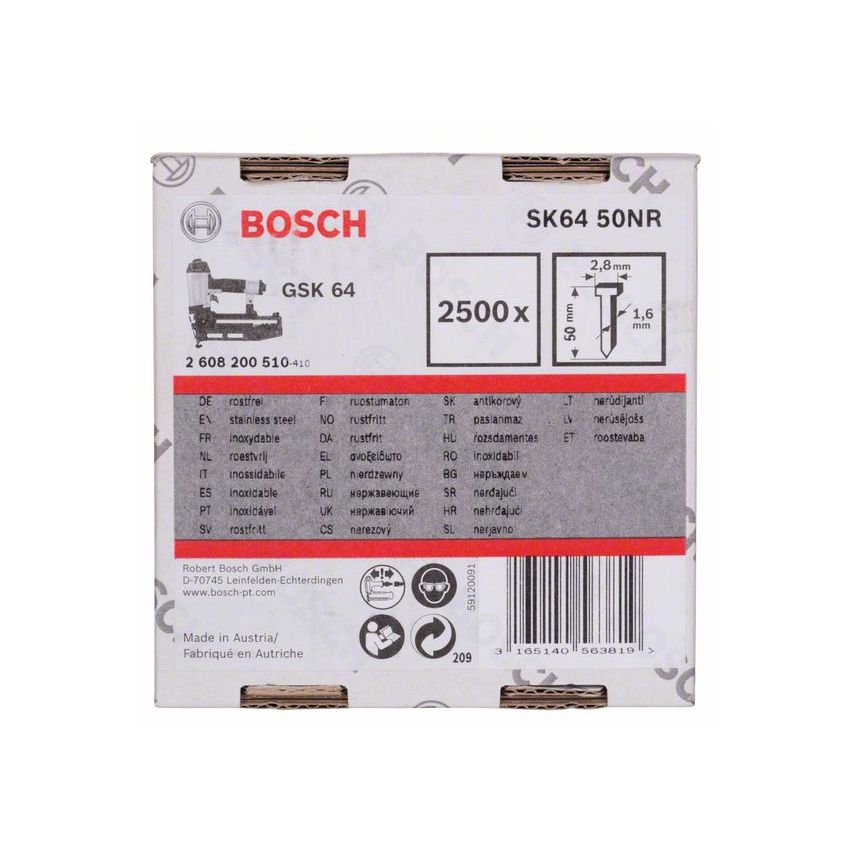 BOSCH
SK64 50NR
GSK 64
2500 x
2,8 mm
50 mm
1,6 mm
2 608 200 510-410
DE rostfrei
EN stainless steel
FR inoxydable
NL roestvrij
IT inossidabile
ES inoxidable
PT inoxidável
SV rostfritt
FI ruostumaton
NO rustfritt
DA rustfrit
EL ανοξείδωτο
PL nierdzewny
RU нержавеющие
UK нержавіючий
CS nerezový
SK antikorový
TR paslanmaz
HU rozsdamentes
RO inoxidabil
BG неръждаем
SR nerđajući
HR nehrđajući
SL nerjavno
LT nerūdijanti
LV nerūsējošs
ET roostevaba
Robert Bosch GmbH
D-70745 Leinfelden-Echterdingen
www.bosch-pt.com
Made in Austria/
Fabriqué en Autriche
209
59120091
3 165140 563819 >